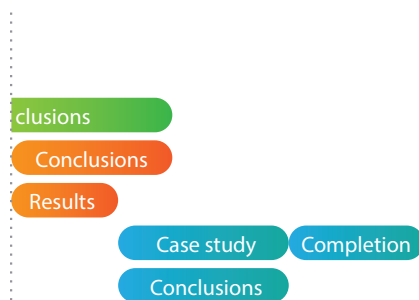 clusions
Conclusions
Results
Case study Completion
Conclusions